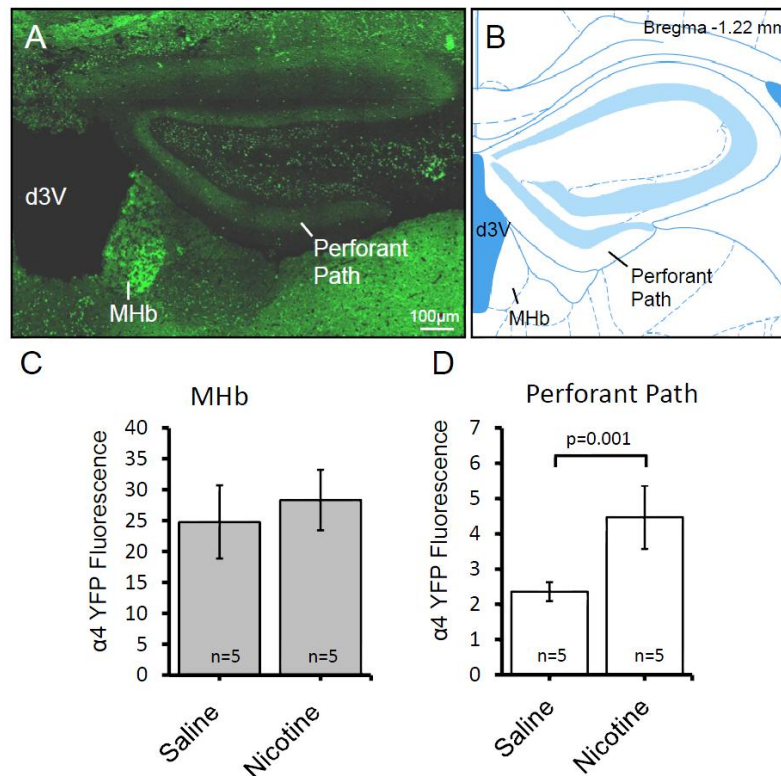 A
d3V
MHb
Perforant
Path
100μm
B
Bregma -1.22 mm
d3V
MHb
Perforant
Path
C
MHb
α4 YFP Fluorescence
40
35
30
25
20
15
10
5
0
n=5
n=5
Saline
Nicotine
D
Perforant Path
α4 YFP Fluorescence
7
6
5
4
3
2
1
0
p=0.001
n=5
n=5
Saline
Nicotine